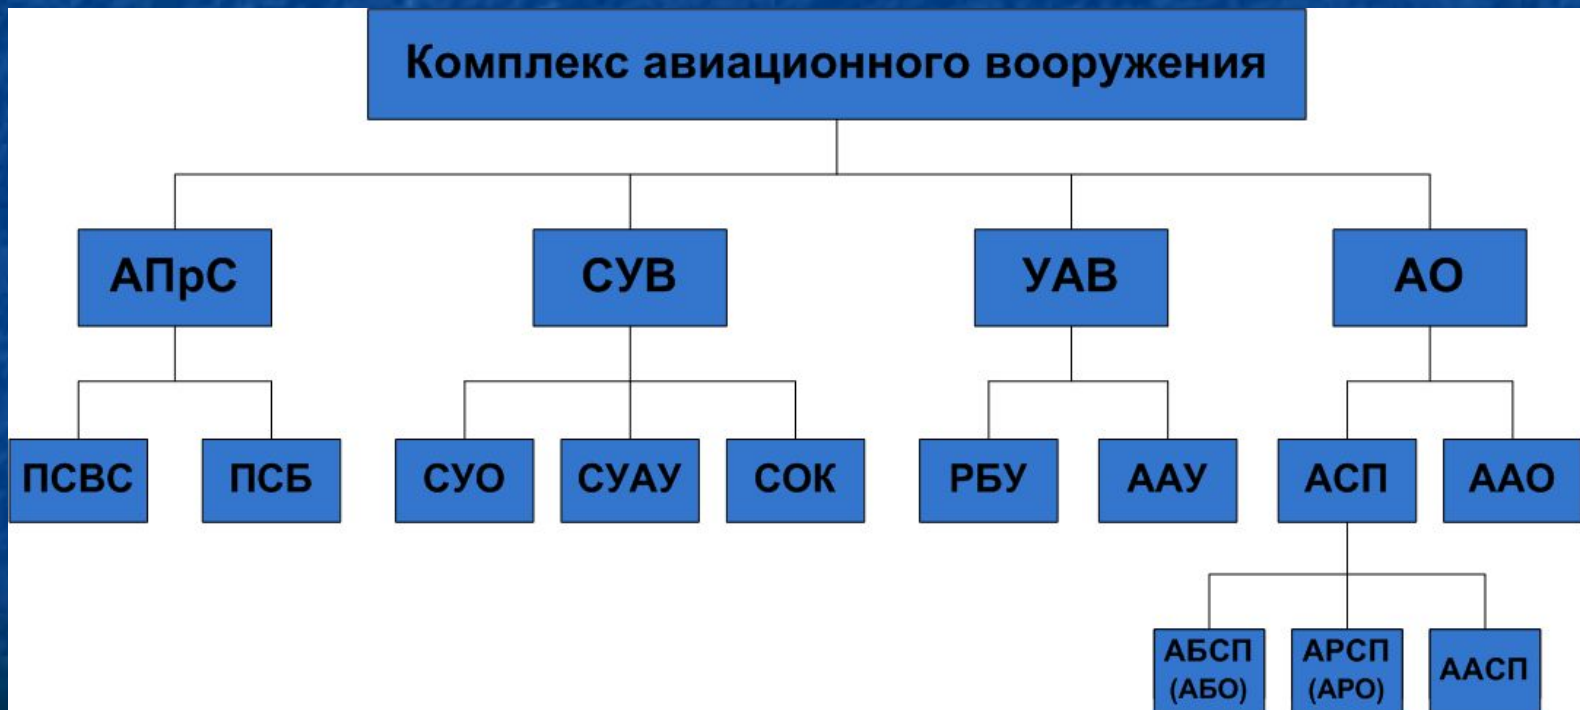 Комплекс авиационного вооружения
АПрС
СУВ
УАВ
АО
ПСВС
ПСБ
СУО
СУАУ
СОК
РБУ
ААУ
АСП
ААО
АБСП
(АБО)
АРСП
(АРО)
ААСП